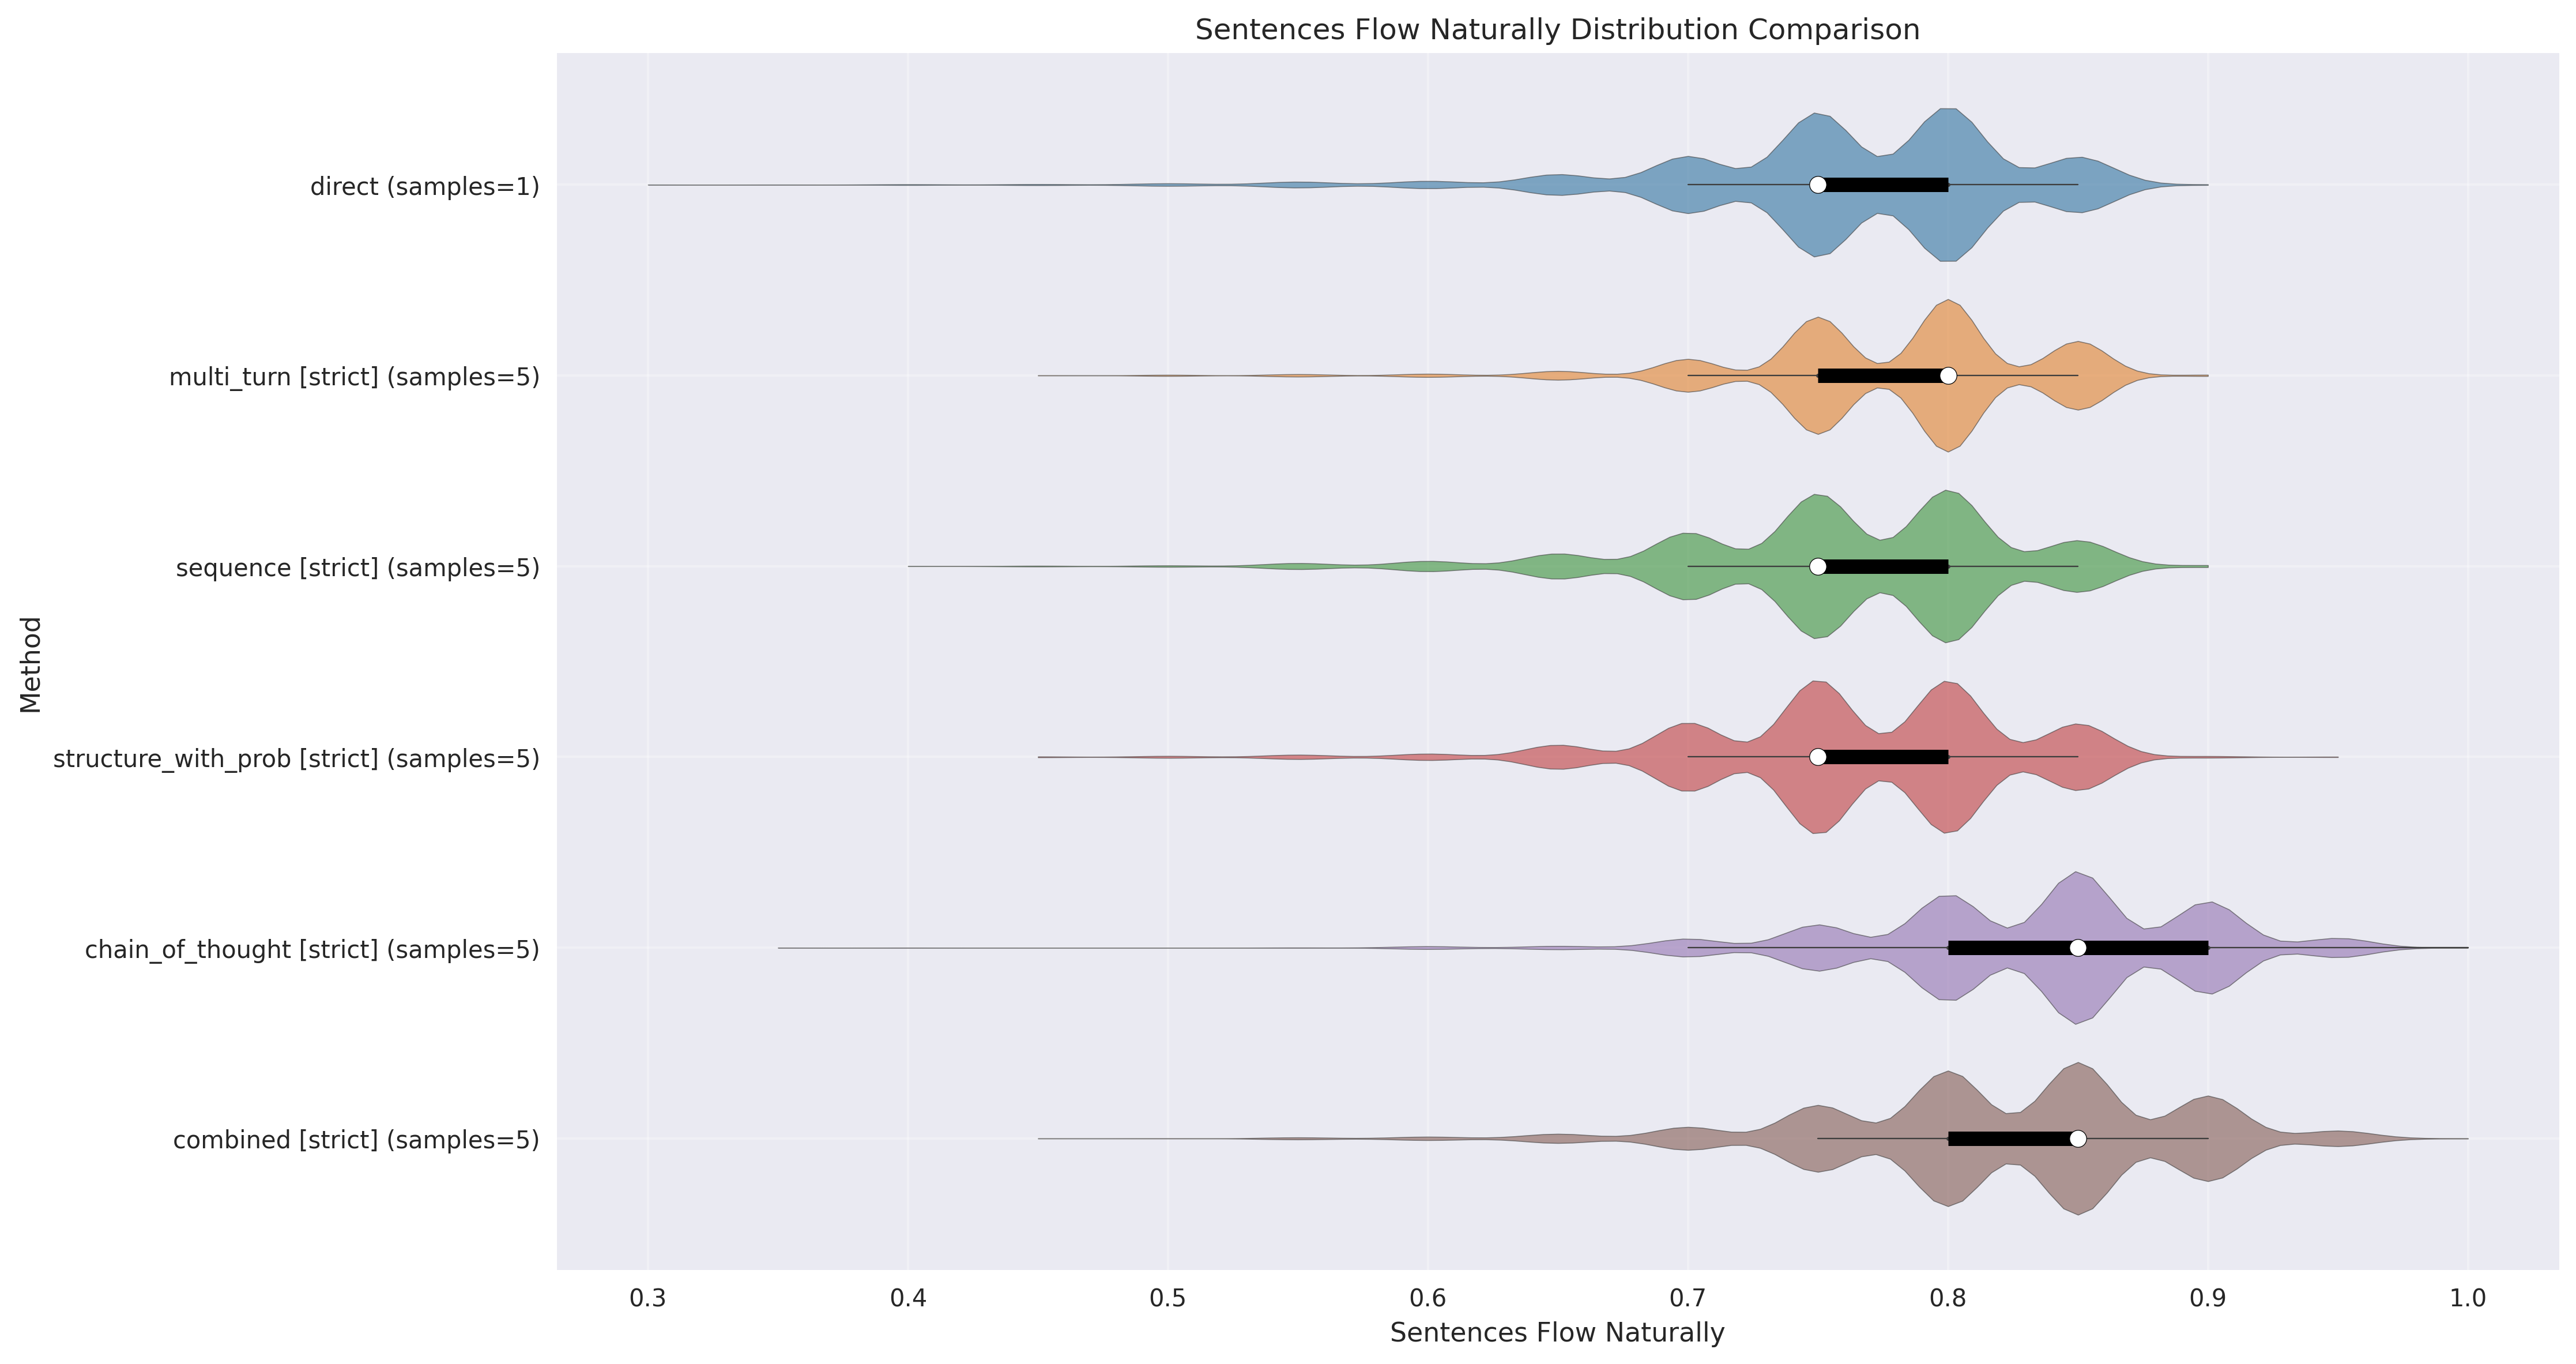 Sentences Flow Naturally Distribution Comparison
Method
direct (samples=1)
multi_turn [strict] (samples=5)
sequence [strict] (samples=5)
structure_with_prob [strict] (samples=5)
chain_of_thought [strict] (samples=5)
combined [strict] (samples=5)
0.3 0.4 0.5 0.6 0.7 0.8 0.9 1.0
Sentences Flow Naturally